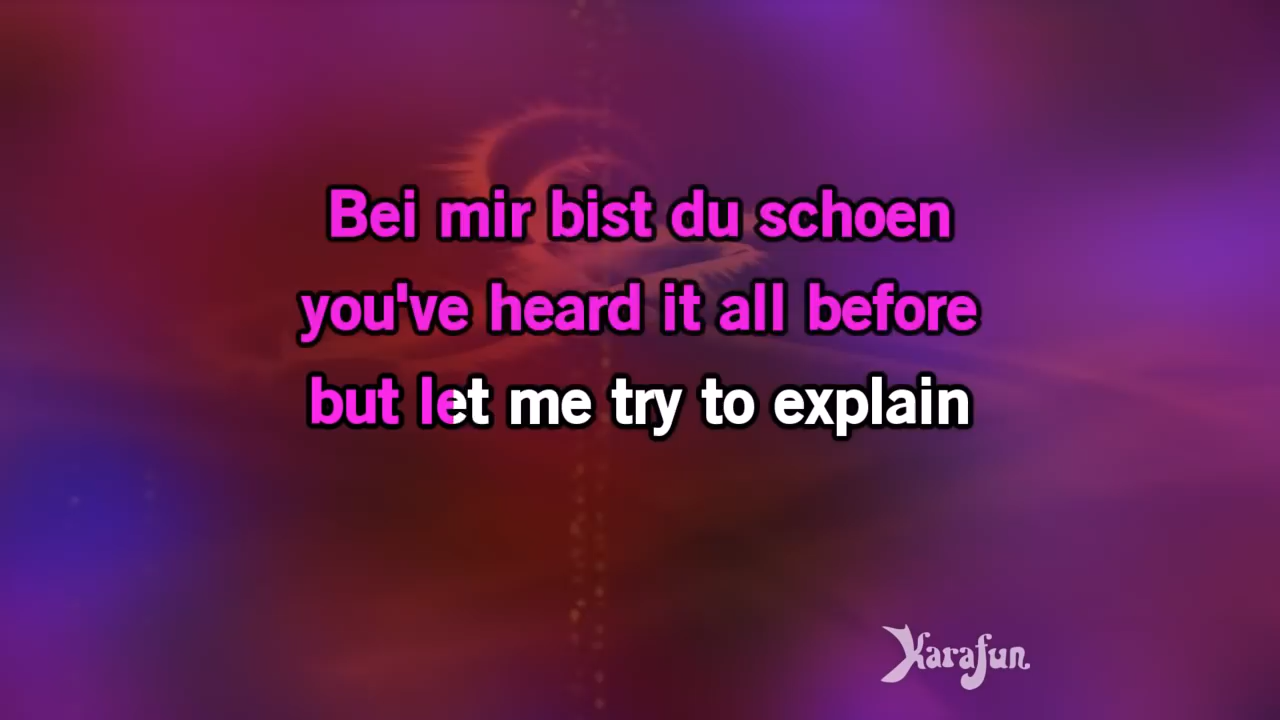 Bei mir bist du schoen
you've heard it all before
but let me try to explain
Karafun